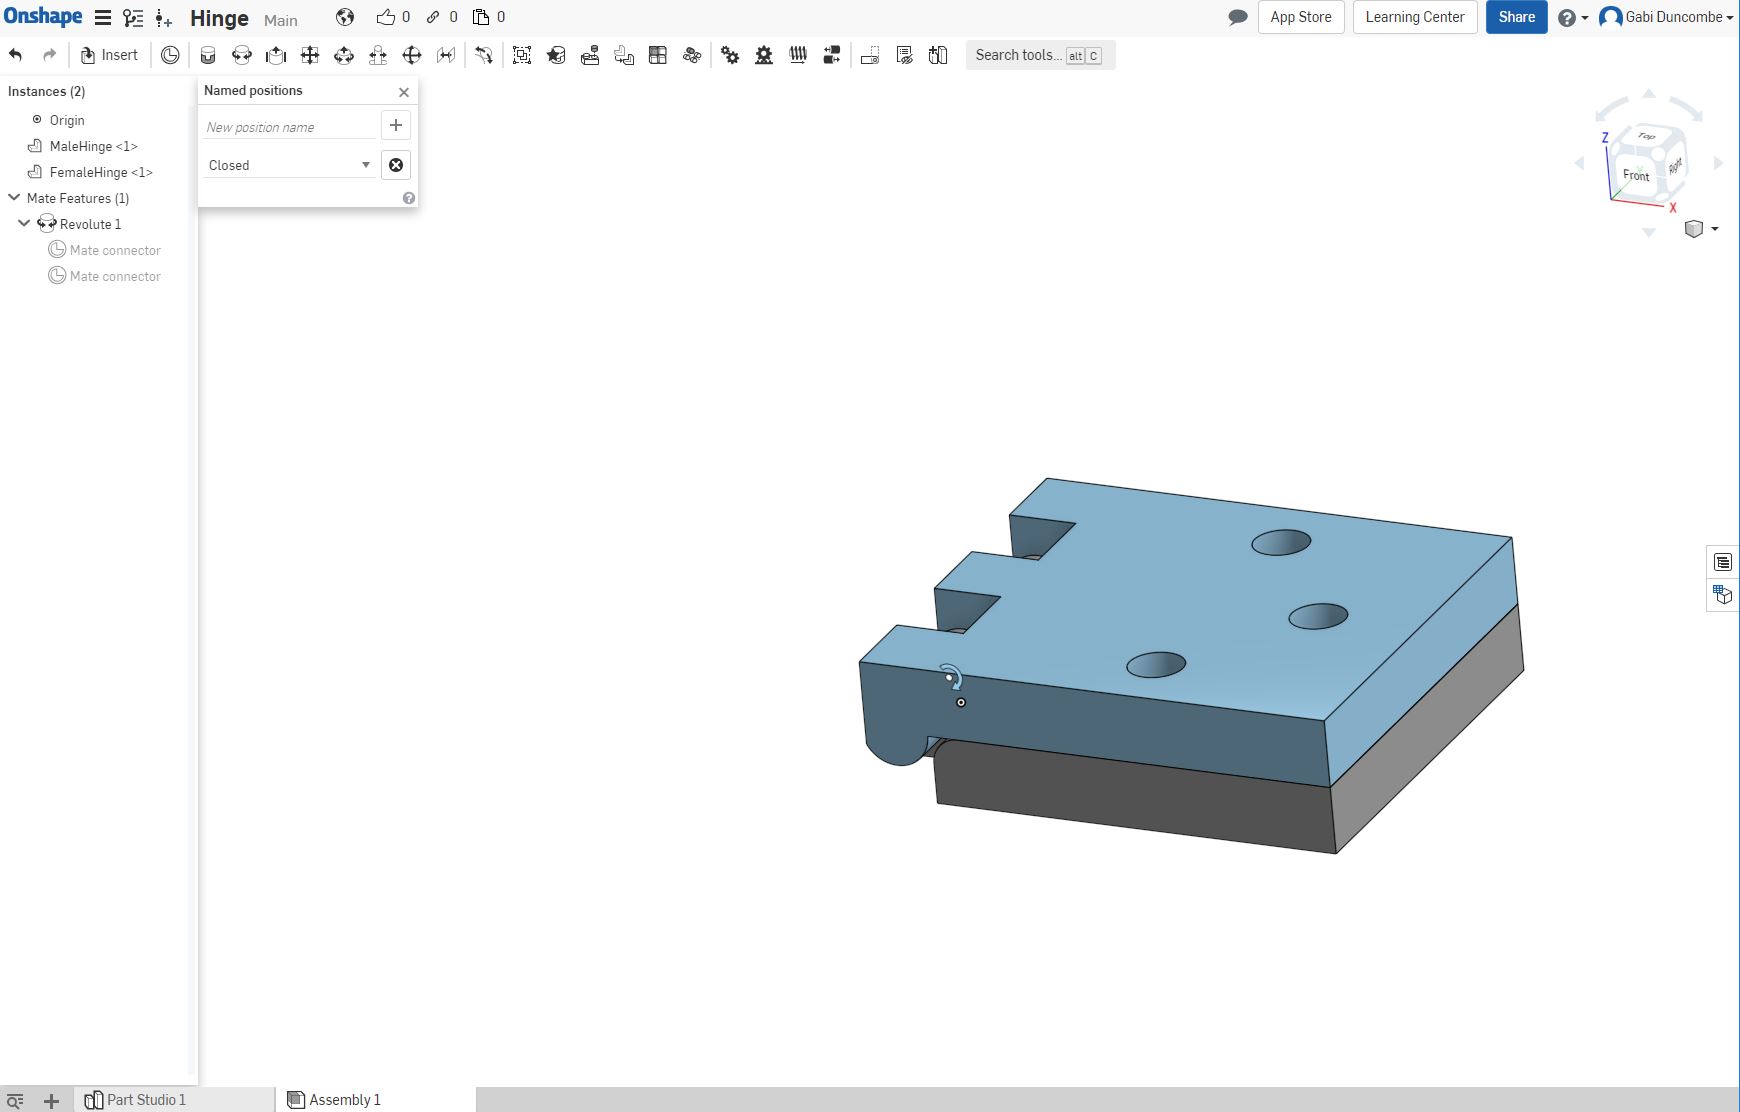 Onshape
Hinge Main
0 0 0
App Store
Learning Center
Share
Gabi Duncombe
Insert
Search tools... alt C
Instances (2)
Origin
MaleHinge <1>
FemaleHinge <1>
Mate Features (1)
Revolute 1
Mate connector
Mate connector
Named positions
New position name
Closed
Top
Front
Right
Z
X
Part Studio 1
Assembly 1